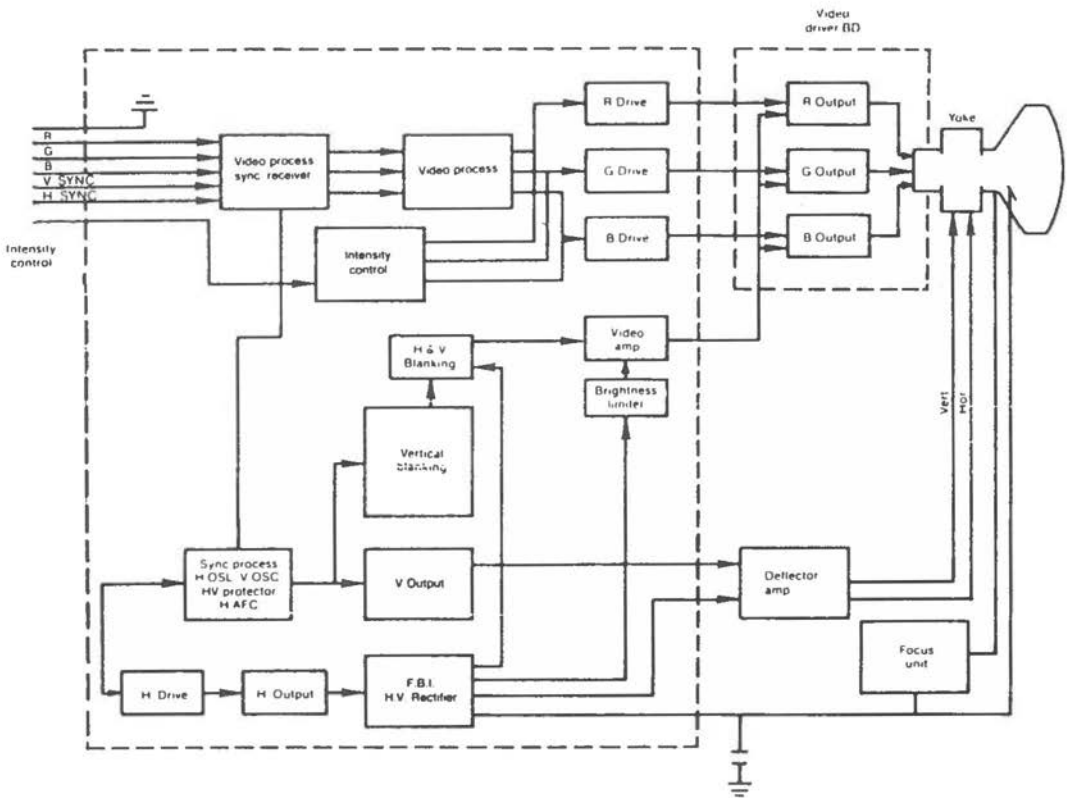 Video
driver BD
R Drive
R Output
Yoke
R
G
B
V SYNC
H SYNC
Video process
sync receiver
Video process
G Drive
G Output
B Drive
B Output
Intensity
control
Intensity
control
H & V
Blanking
Video
amp
Brightness
limiter
Vert
Hor
Vertical
blanking
Sync process
H OSL V OSC
HV protector
H AFC
V Output
Deflector
amp
Focus
unit
H Drive
H Output
F.B.I.
H.V. Rectifier